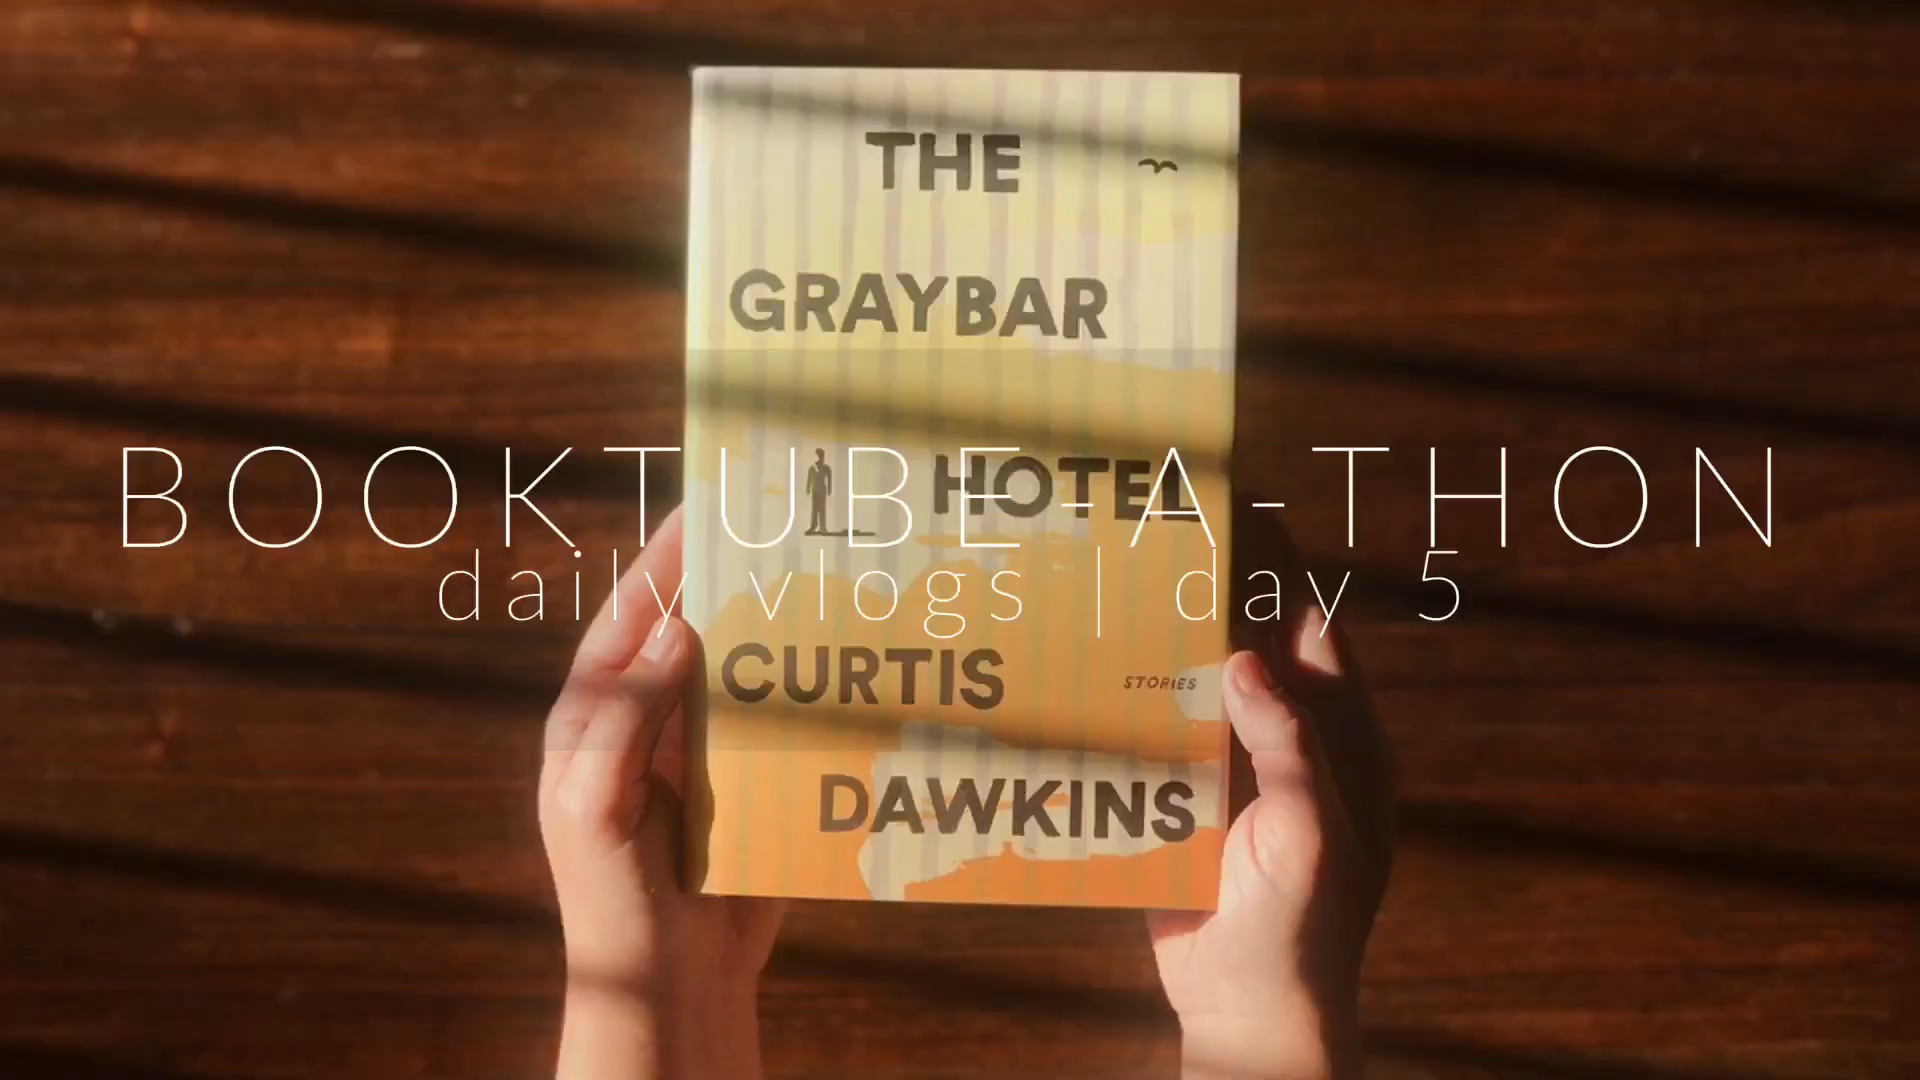 THE
GRAYBAR
HOTEL
BOOKTUBE-A-THON
daily vlogs | day 5
CURTIS
STORIES
DAWKINS